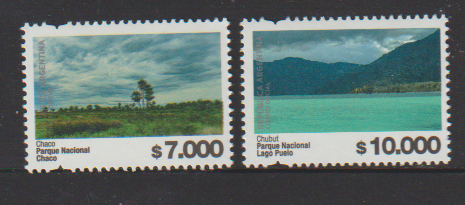 REPÚBLICA ARGENTINA
Chaco
Parque Nacional
Chaco
$7.000
REPÚBLICA ARGENTINA
Chubut
Parque Nacional
Lago Puelo
$10.000